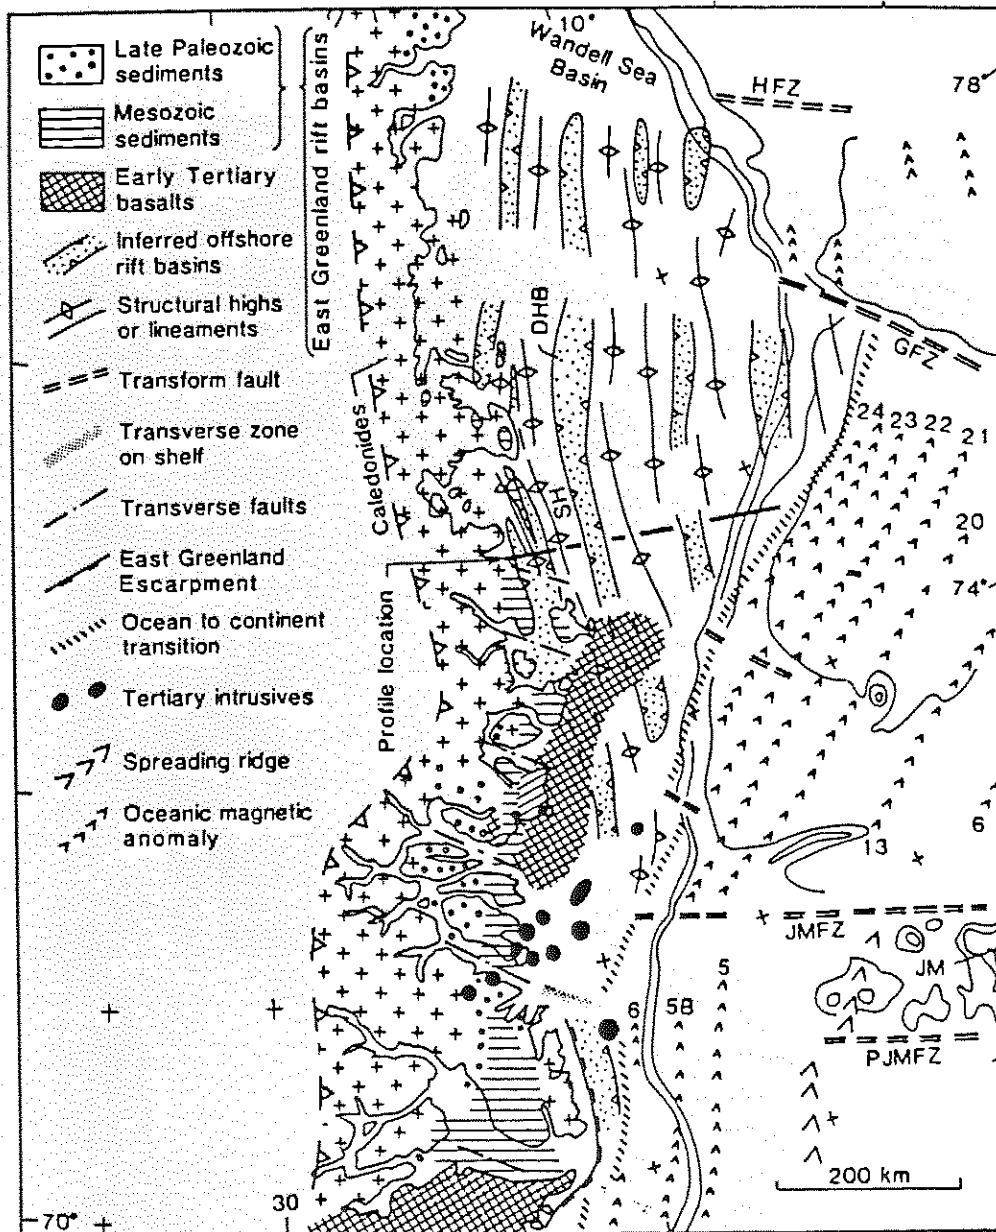 Late Paleozoic
sediments
Mesozoic
sediments
East Greenland rift basins
Early Tertiary
basalts
Inferred offshore
rift basins
Structural highs
or lineaments
Transform fault
Transverse zone
on shelf
Transverse faults
East Greenland
Escarpment
Ocean to continent
transition
Tertiary intrusives
Spreading ridge
Oceanic magnetic
anomaly
Caledonides
Profile location
10°
Wandell Sea
Basin
HFZ
78°
DHB
GFZ
24 23 22 21
SH
20
74°
13
6
JMFZ
JM
5
6 5B
PJMFZ
200 km
70°
30